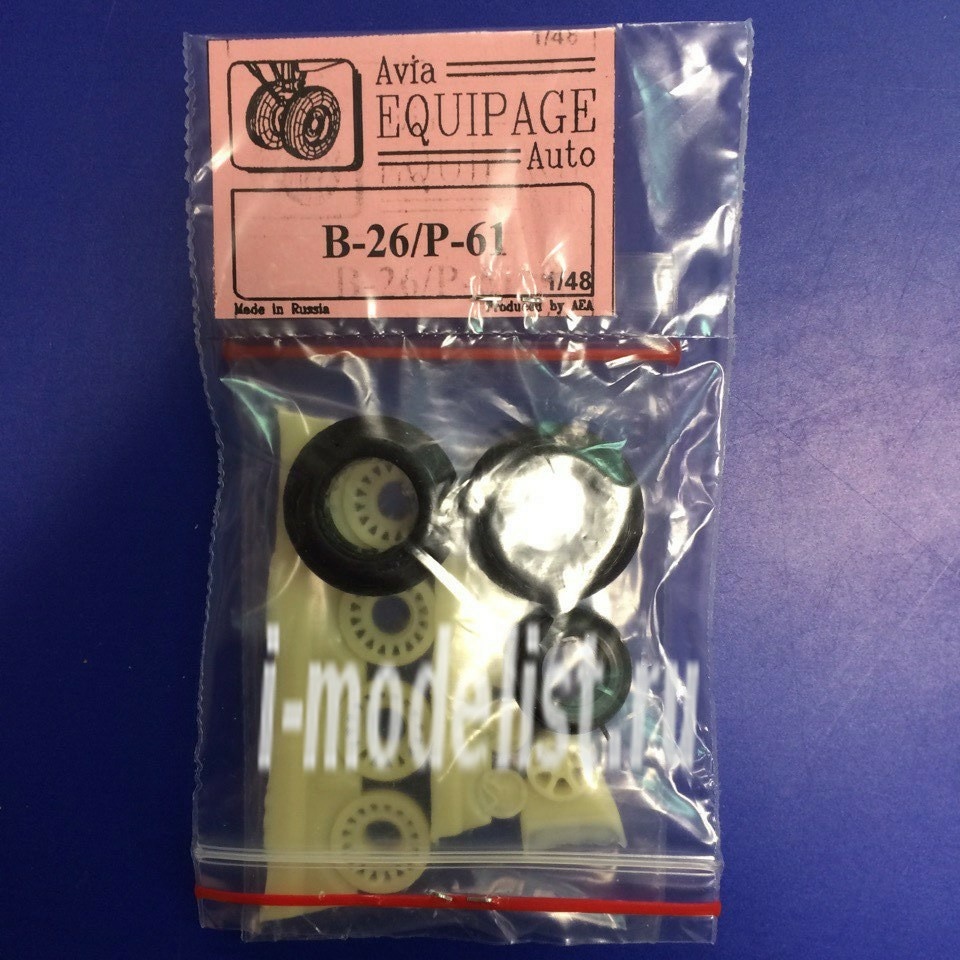 1/48
Avia
EQUIPAGE
Auto
B-26/P-61
1/48
Made in Russia Produced by AEA
i-modelist.ru